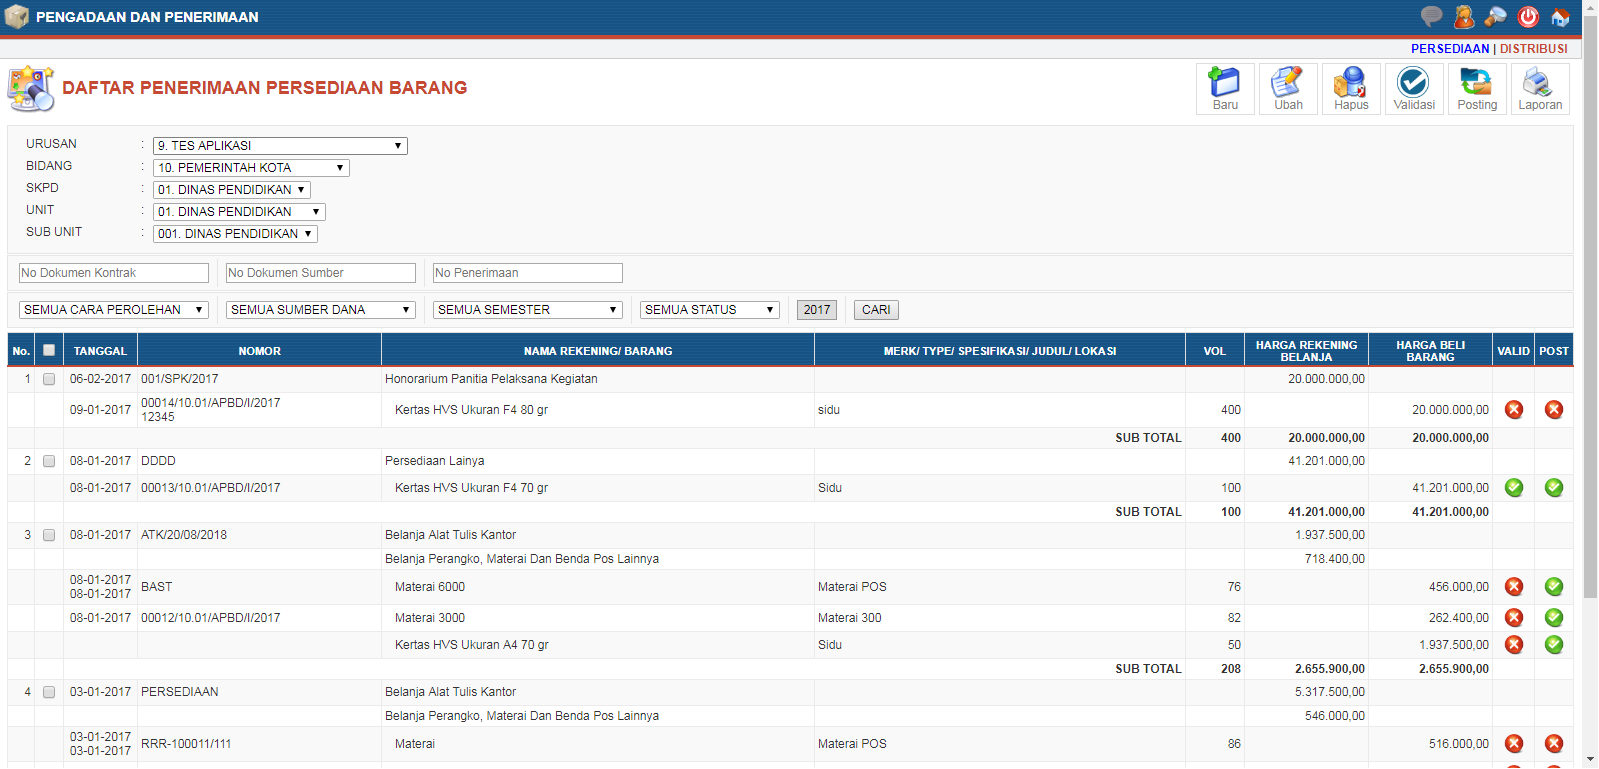 PENGADAAN DAN PENERIMAAN
PERSEDIAAN | DISTRIBUSI
DAFTAR PENERIMAAN PERSEDIAAN BARANG
Baru Ubah Hapus Validasi Posting Laporan
URUSAN : 9. TES APLIKASI
BIDANG : 10. PEMERINTAH KOTA
SKPD : 01. DINAS PENDIDIKAN
UNIT : 01. DINAS PENDIDIKAN
SUB UNIT : 001. DINAS PENDIDIKAN
No Dokumen Kontrak No Dokumen Sumber No Penerimaan
SEMUA CARA PEROLEHAN SEMUA SUMBER DANA SEMUA SEMESTER SEMUA STATUS 2017 CARI
No. TANGGAL NOMOR NAMA REKENING/ BARANG MERK/ TYPE/ SPESIFIKASI/ JUDUL/ LOKASI VOL HARGA REKENING BELANJA HARGA BELI BARANG VALID POST
1 06-02-2017 001/SPK/2017 Honorarium Panitia Pelaksana Kegiatan 20.000.000,00
09-01-2017 00014/10.01/APBD/I/2017 12345 Kertas HVS Ukuran F4 80 gr sidu 400 20.000.000,00
SUB TOTAL 400 20.000.000,00 20.000.000,00
2 08-01-2017 DDDD Persediaan Lainya 41.201.000,00
08-01-2017 00013/10.01/APBD/I/2017 Kertas HVS Ukuran F4 70 gr Sidu 100 41.201.000,00
SUB TOTAL 100 41.201.000,00 41.201.000,00
3 08-01-2017 ATK/20/08/2018 Belanja Alat Tulis Kantor 1.937.500,00
Belanja Perangko, Materai Dan Benda Pos Lainnya 718.400,00
08-01-2017 08-01-2017 BAST Materai 6000 Materai POS 76 456.000,00
08-01-2017 00012/10.01/APBD/I/2017 Materai 3000 Materai 300 82 262.400,00
Kertas HVS Ukuran A4 70 gr Sidu 50 1.937.500,00
SUB TOTAL 208 2.655.900,00 2.655.900,00
4 03-01-2017 PERSEDIAAN Belanja Alat Tulis Kantor 5.317.500,00
Belanja Perangko, Materai Dan Benda Pos Lainnya 546.000,00
03-01-2017 03-01-2017 RRR-100011/111 Materai Materai POS 86 516.000,00